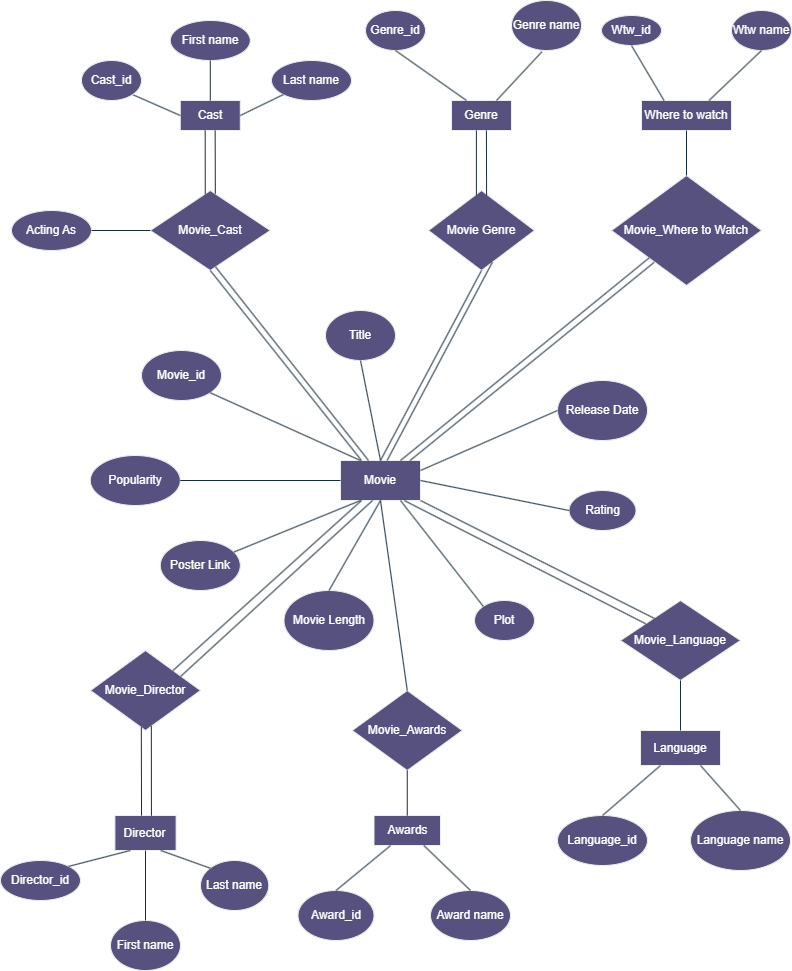 Genre_id
Genre name
Wtw_id
Wtw name
First name
Cast_id
Last name
Cast
Genre
Where to watch
Acting As
Movie_Cast
Movie Genre
Movie_Where to Watch
Title
Movie_id
Release Date
Popularity
Movie
Rating
Poster Link
Movie Length
Plot
Movie_Language
Movie_Director
Movie_Awards
Language
Director
Awards
Language_id
Language name
Director_id
Last name
Award_id
Award name
First name